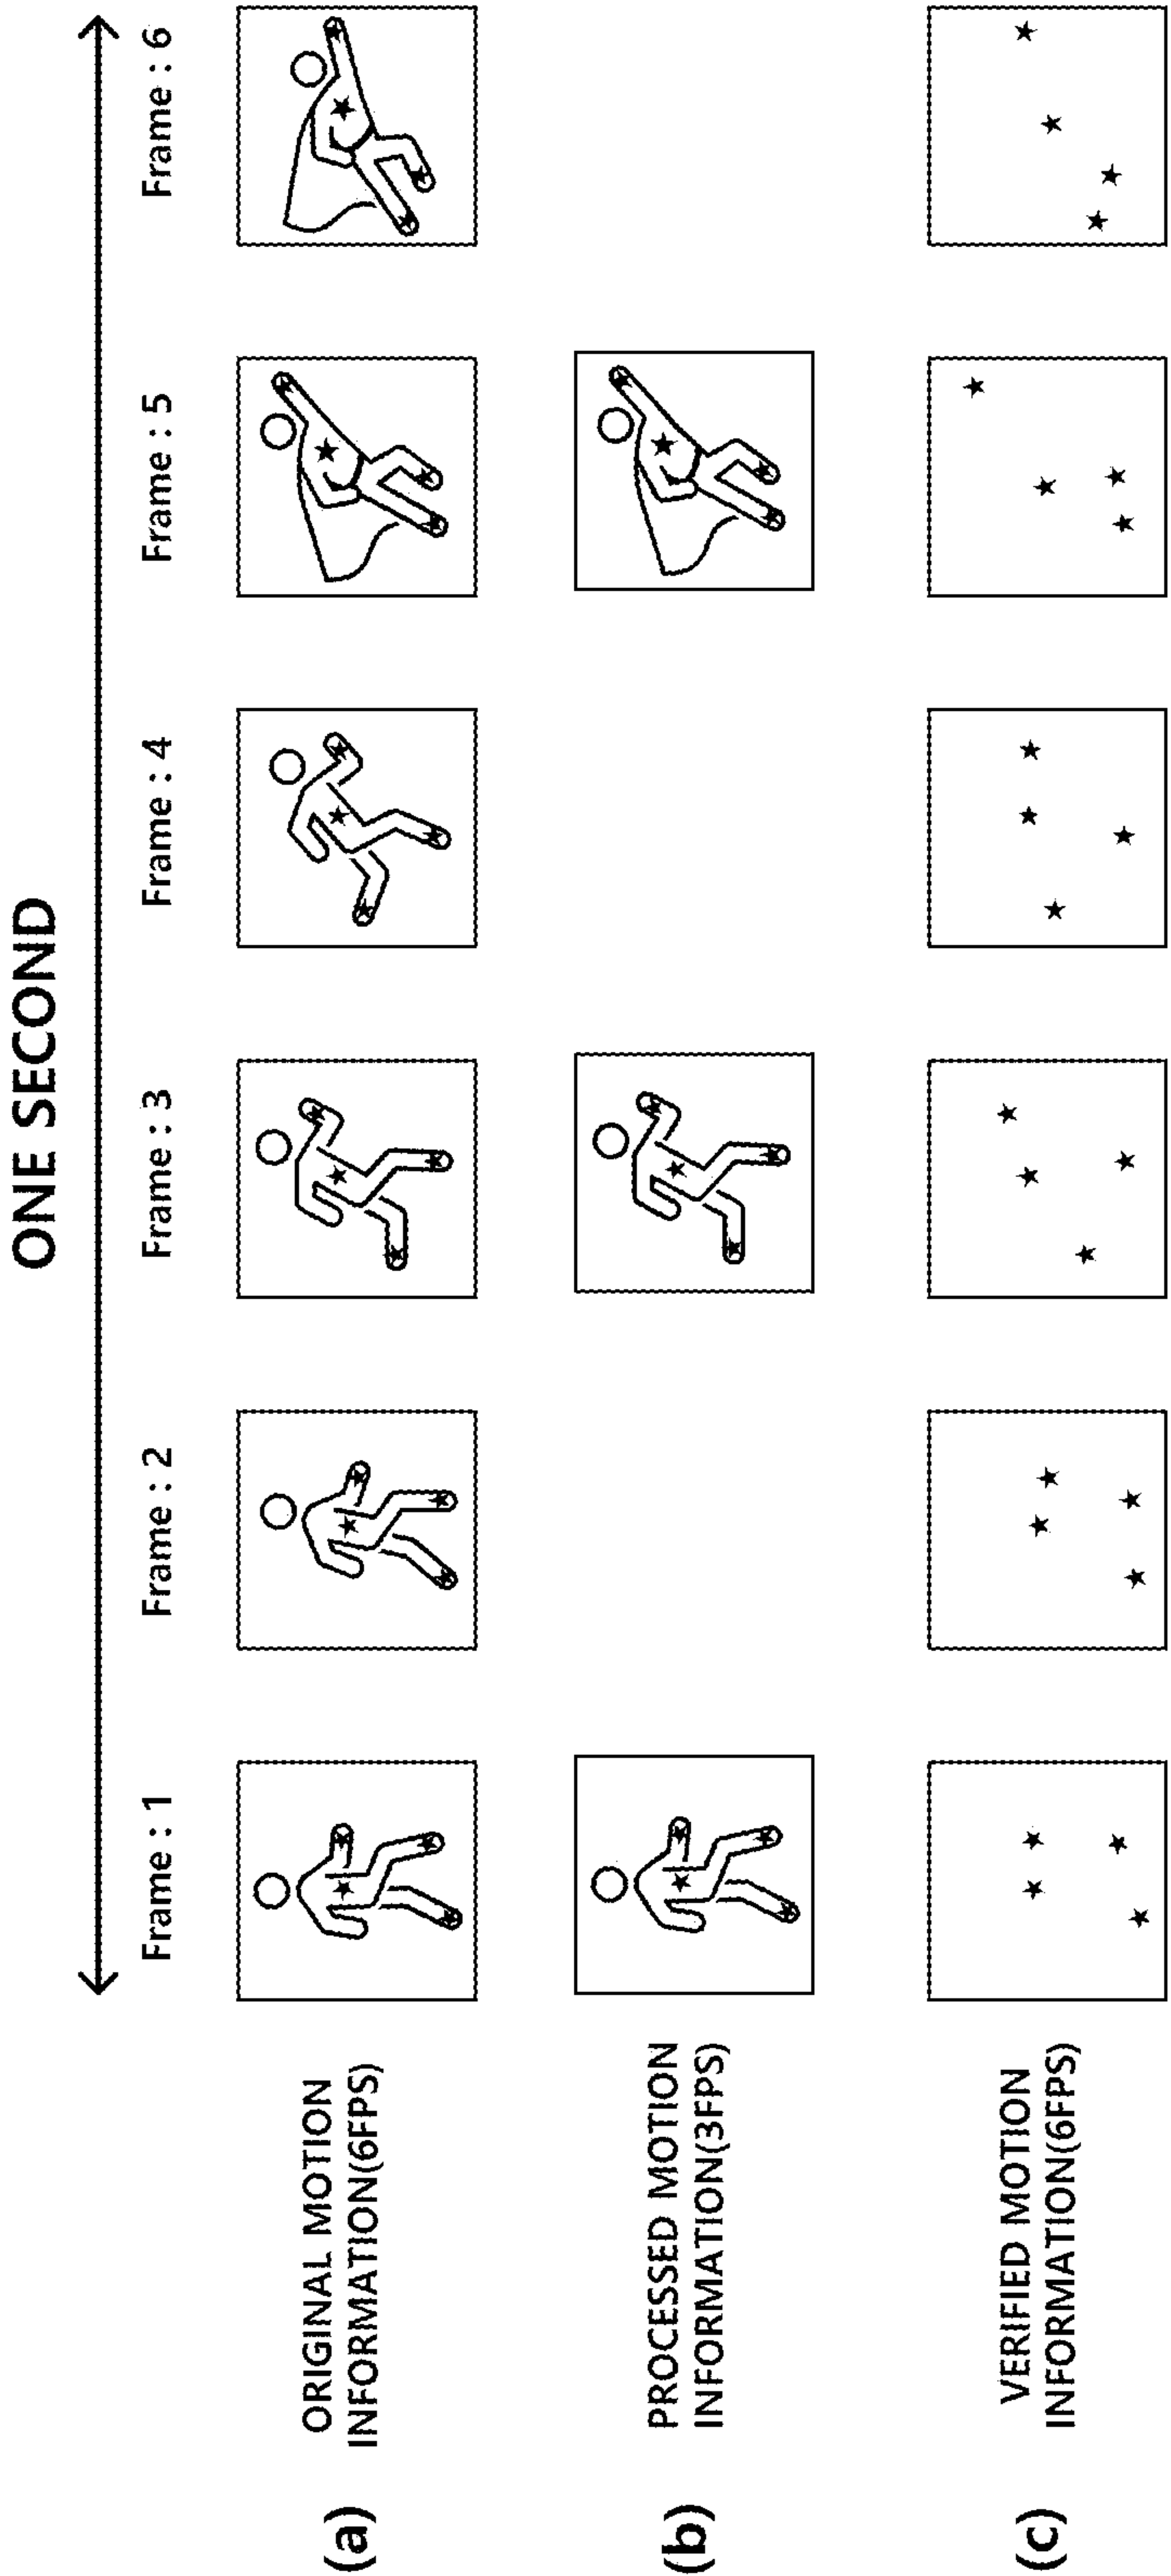 ONE SECOND
Frame : 1
Frame : 2
Frame : 3
Frame : 4
Frame : 5
Frame : 6
(a)
ORIGINAL MOTION
INFORMATION(6FPS)
(b)
PROCESSED MOTION
INFORMATION(3FPS)
(c)
VERIFIED MOTION
INFORMATION(6FPS)